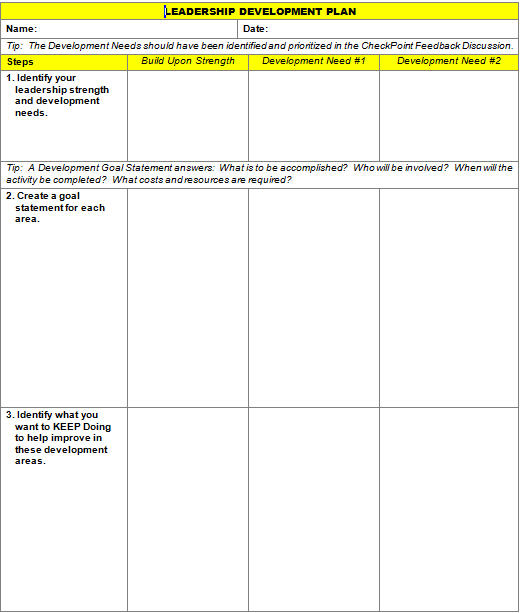 LEADERSHIP DEVELOPMENT PLAN
Name: Date:
Tip: The Development Needs should have been identified and prioritized in the CheckPoint Feedback Discussion.
Steps Build Upon Strength Development Need #1 Development Need #2
1. Identify your
leadership strength
and development
needs.
Tip: A Development Goal Statement answers: What is to be accomplished? Who will be involved? When will the
activity be completed? What costs and resources are required?
2. Create a goal
statement for each
area.
3. Identify what you
want to KEEP Doing
to help improve in
these development
areas.